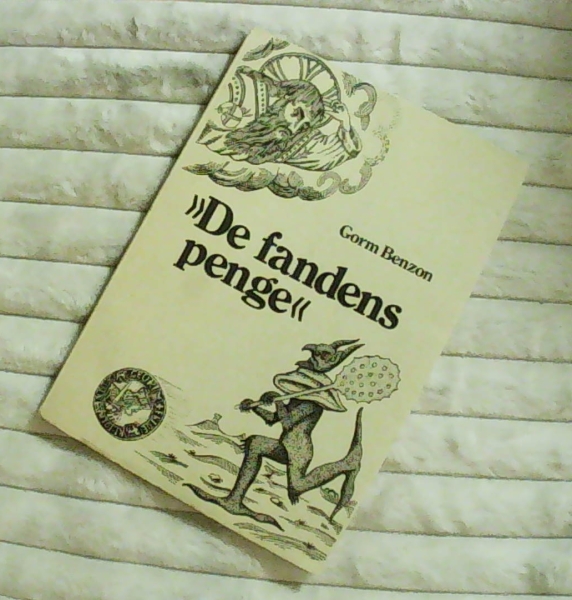 Gorm Benzon
»De fandens
penge«